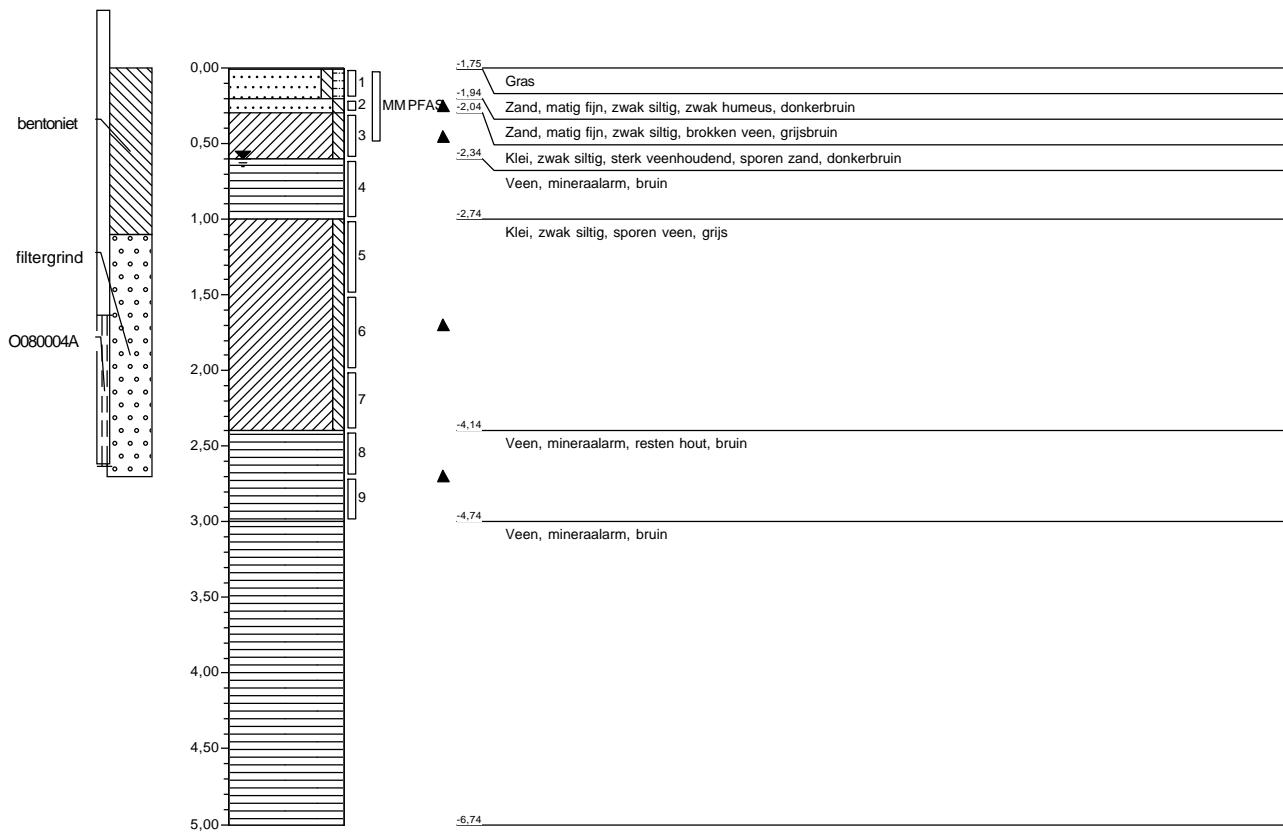 bentoniet
filtergrind
O080004A
0,00
0,50
1,00
1,50
2,00
2,50
3,00
3,50
4,00
4,50
5,00
1
2
3
4
5
6
7
8
9
MMPFAS
-1,75
Gras
-1,94
Zand, matig fijn, zwak siltig, zwak humeus, donkerbruin
-2,04
Zand, matig fijn, zwak siltig, brokken veen, grijsbruin
-2,34
Klei, zwak siltig, sterk veenhoudend, sporen zand, donkerbruin
Veen, mineraalarm, bruin
-2,74
Klei, zwak siltig, sporen veen, grijs
-4,14
Veen, mineraalarm, resten hout, bruin
-4,74
Veen, mineraalarm, bruin
-6,74